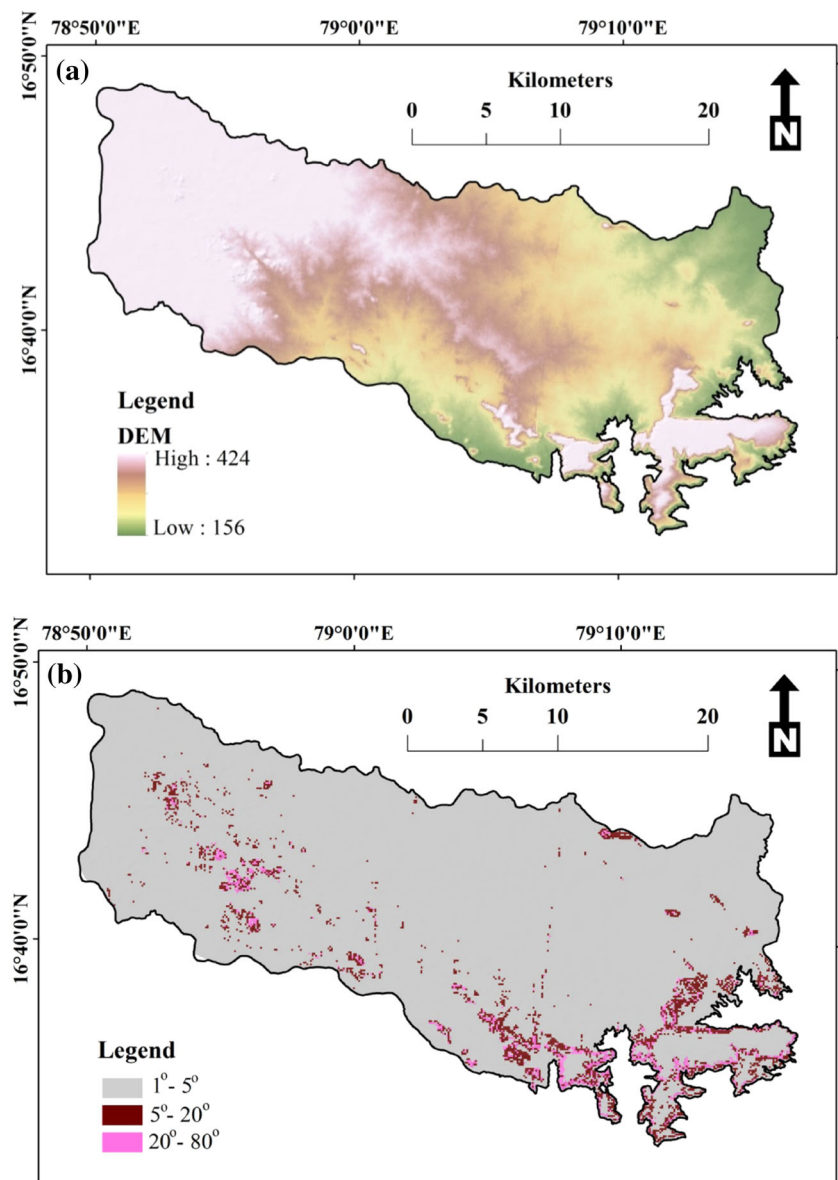 78°50'0"E 79°0'0"E 79°10'0"E
16°50'0"N
(a)
Kilometers
0 5 10 20
N
16°40'0"N
Legend
DEM
High : 424
Low : 156
78°50'0"E 79°0'0"E 79°10'0"E
16°50'0"N
(b)
Kilometers
0 5 10 20
N
16°40'0"N
Legend
1°- 5°
5°- 20°
20°- 80°